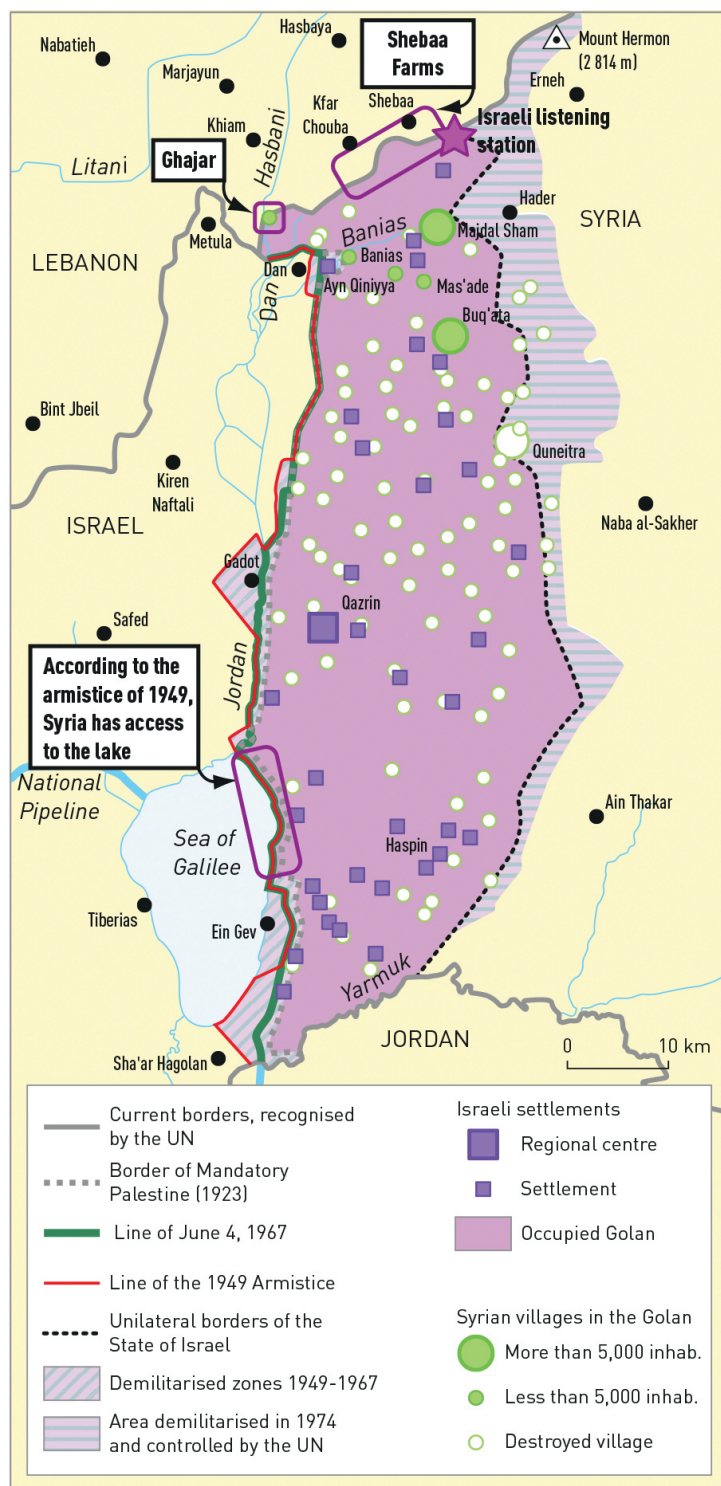 Hasbaya
Nabatieh
Shebaa
Farms
Mount Hermon
(2 814 m)
Marjayun
Erneh
Kfar
Chouba
Shebaa
Israeli listening
station
Khiam
Hasbani
Litani
Ghajar
Hader
SYRIA
Metula
Banias
Majdal Sham
LEBANON
Banias
Dan
Dan
Ayn Qiniyya
Mas'ade
Buq'ata
Bint Jbeil
Quneitra
Kiren
Naftali
Naba al-Sakher
ISRAEL
Gadot
Qazrin
Safed
Jordan
According to the
armistice of 1949,
Syria has access
to the lake
National
Pipeline
Ain Thakar
Sea of
Galilee
Haspin
Tiberias
Ein Gev
Yarmuk
JORDAN
0 10 km
Sha'ar Hagolan
Current borders, recognised
by the UN
Border of Mandatory
Palestine (1923)
Line of June 4, 1967
Line of the 1949 Armistice
Unilateral borders of the
State of Israel
Demilitarised zones 1949-1967
Area demilitarised in 1974
and controlled by the UN
Israeli settlements
Regional centre
Settlement
Occupied Golan
Syrian villages in the Golan
More than 5,000 inhab.
Less than 5,000 inhab.
Destroyed village